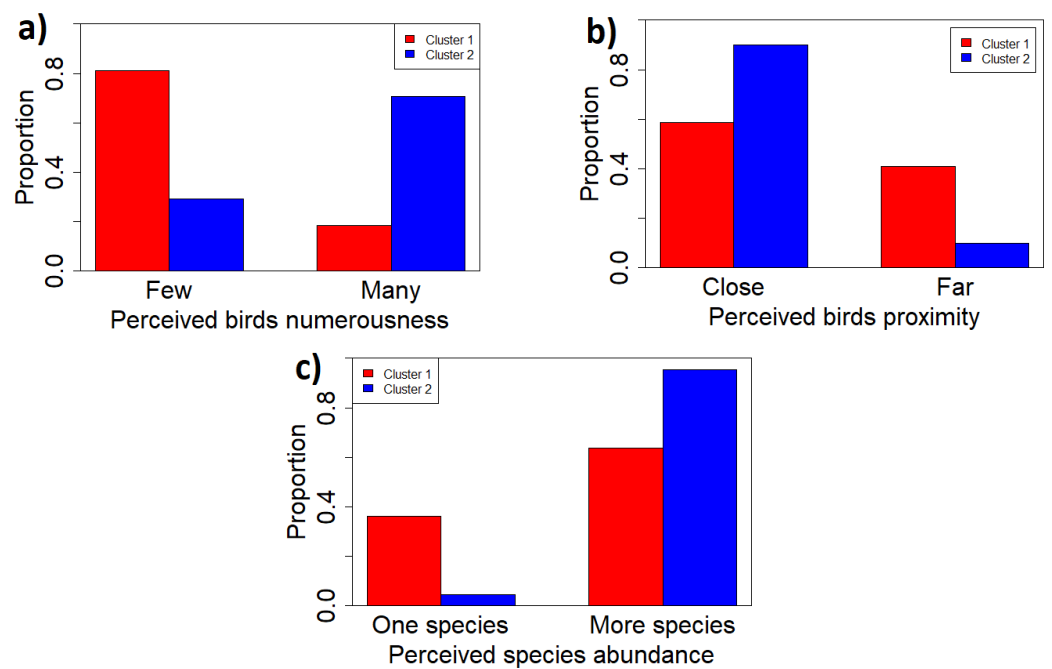 a)
Cluster 1
Cluster 2
Proportion
0.8
0.4
0.0
Few
Many
Perceived birds numerousness
b)
Cluster 1
Cluster 2
Proportion
0.8
0.4
0.0
Close
Far
Perceived birds proximity
c)
Cluster 1
Cluster 2
Proportion
0.8
0.4
0.0
One species
More species
Perceived species abundance